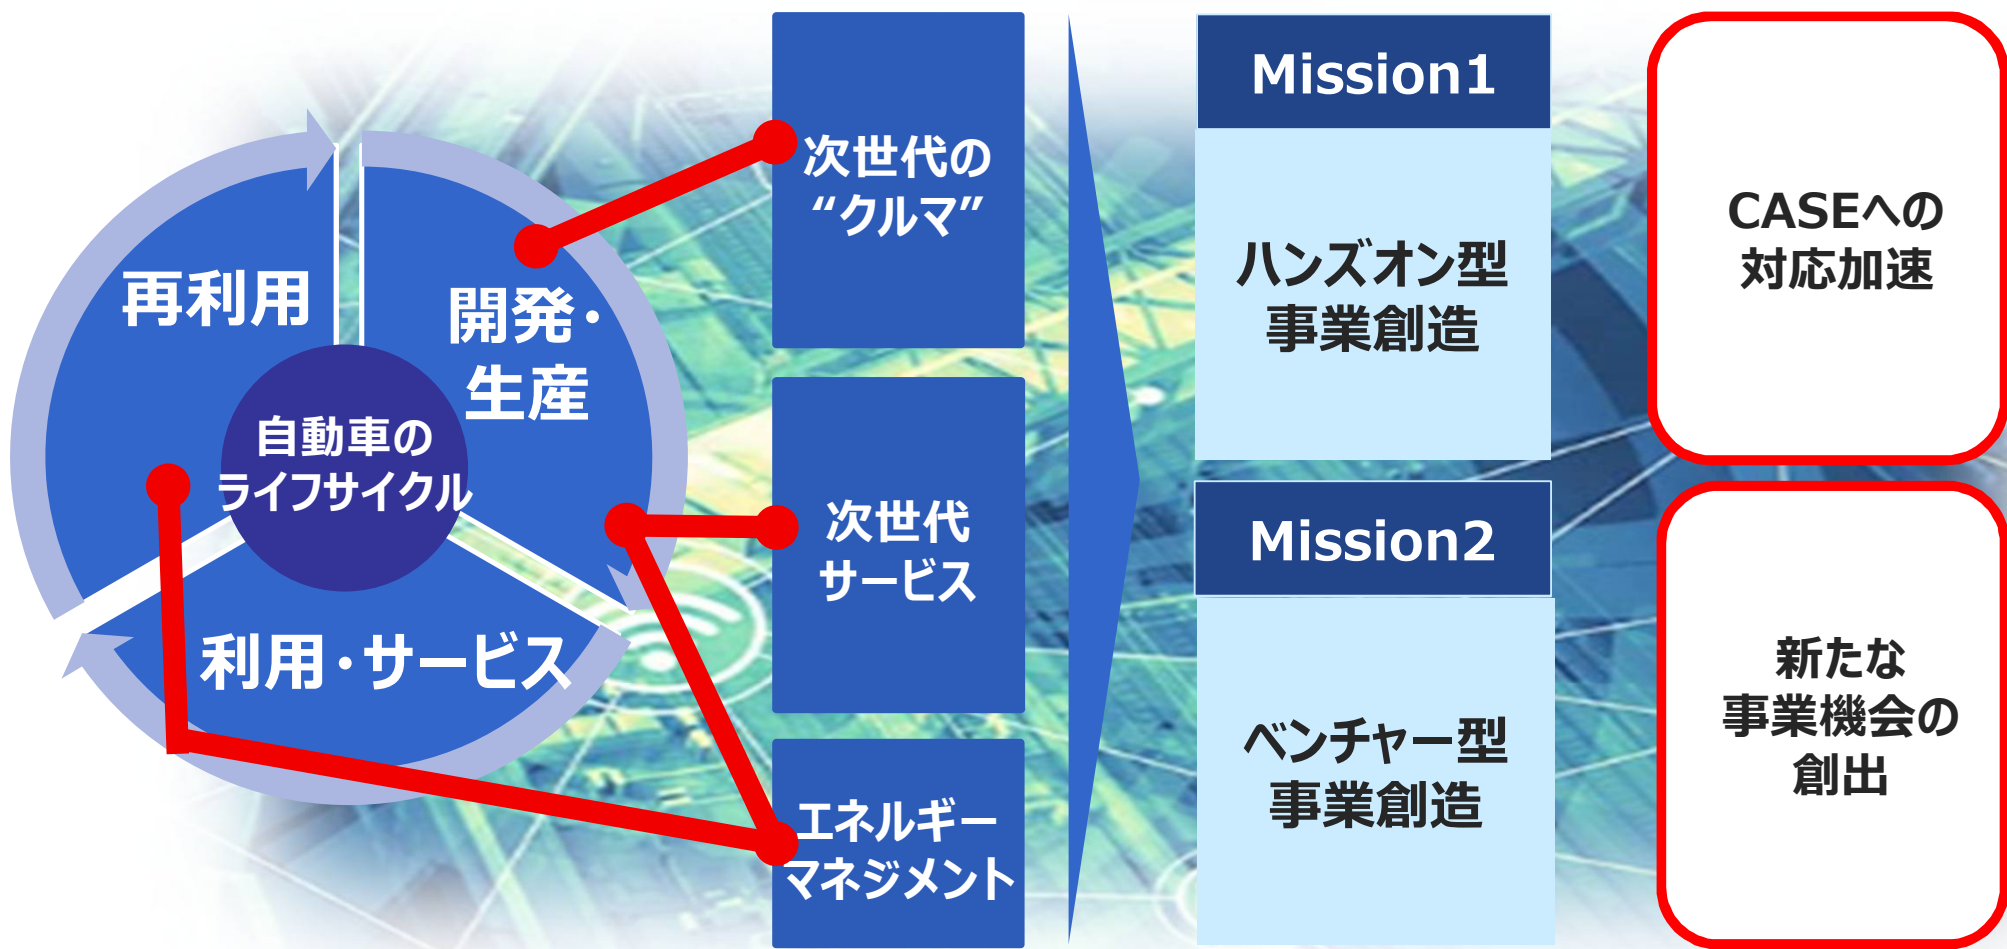 再利用
開発・
生産
自動車の
ライフサイクル
利用・サービス
次世代の
“クルマ”
次世代
サービス
エネルギー
マネジメント
Mission1
ハンズオン型
事業創造
Mission2
ベンチャー型
事業創造
CASEへの
対応加速
新たな
事業機会の
創出